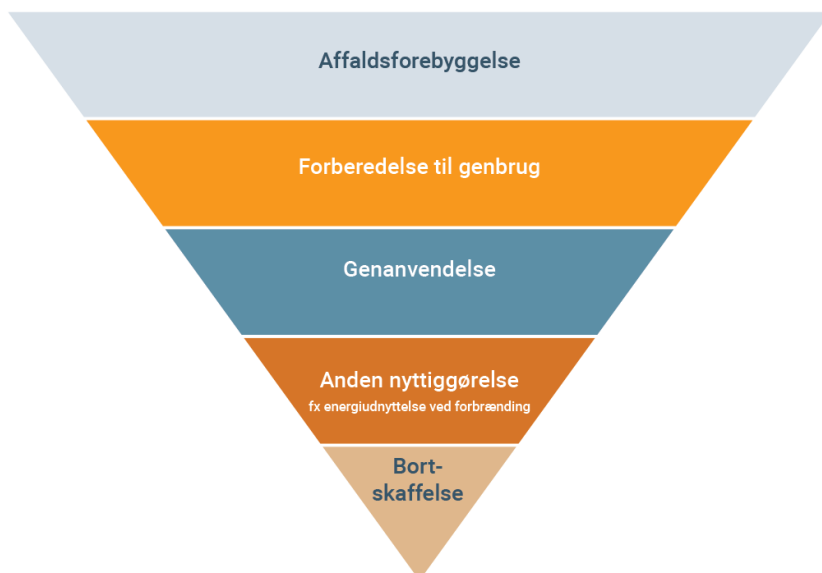 Affaldsforebyggelse
Forberedelse til genbrug
Genanvendelse
Anden nyttiggørelse
fx energiudnyttelse ved forbrænding
Bort-
skaffelse